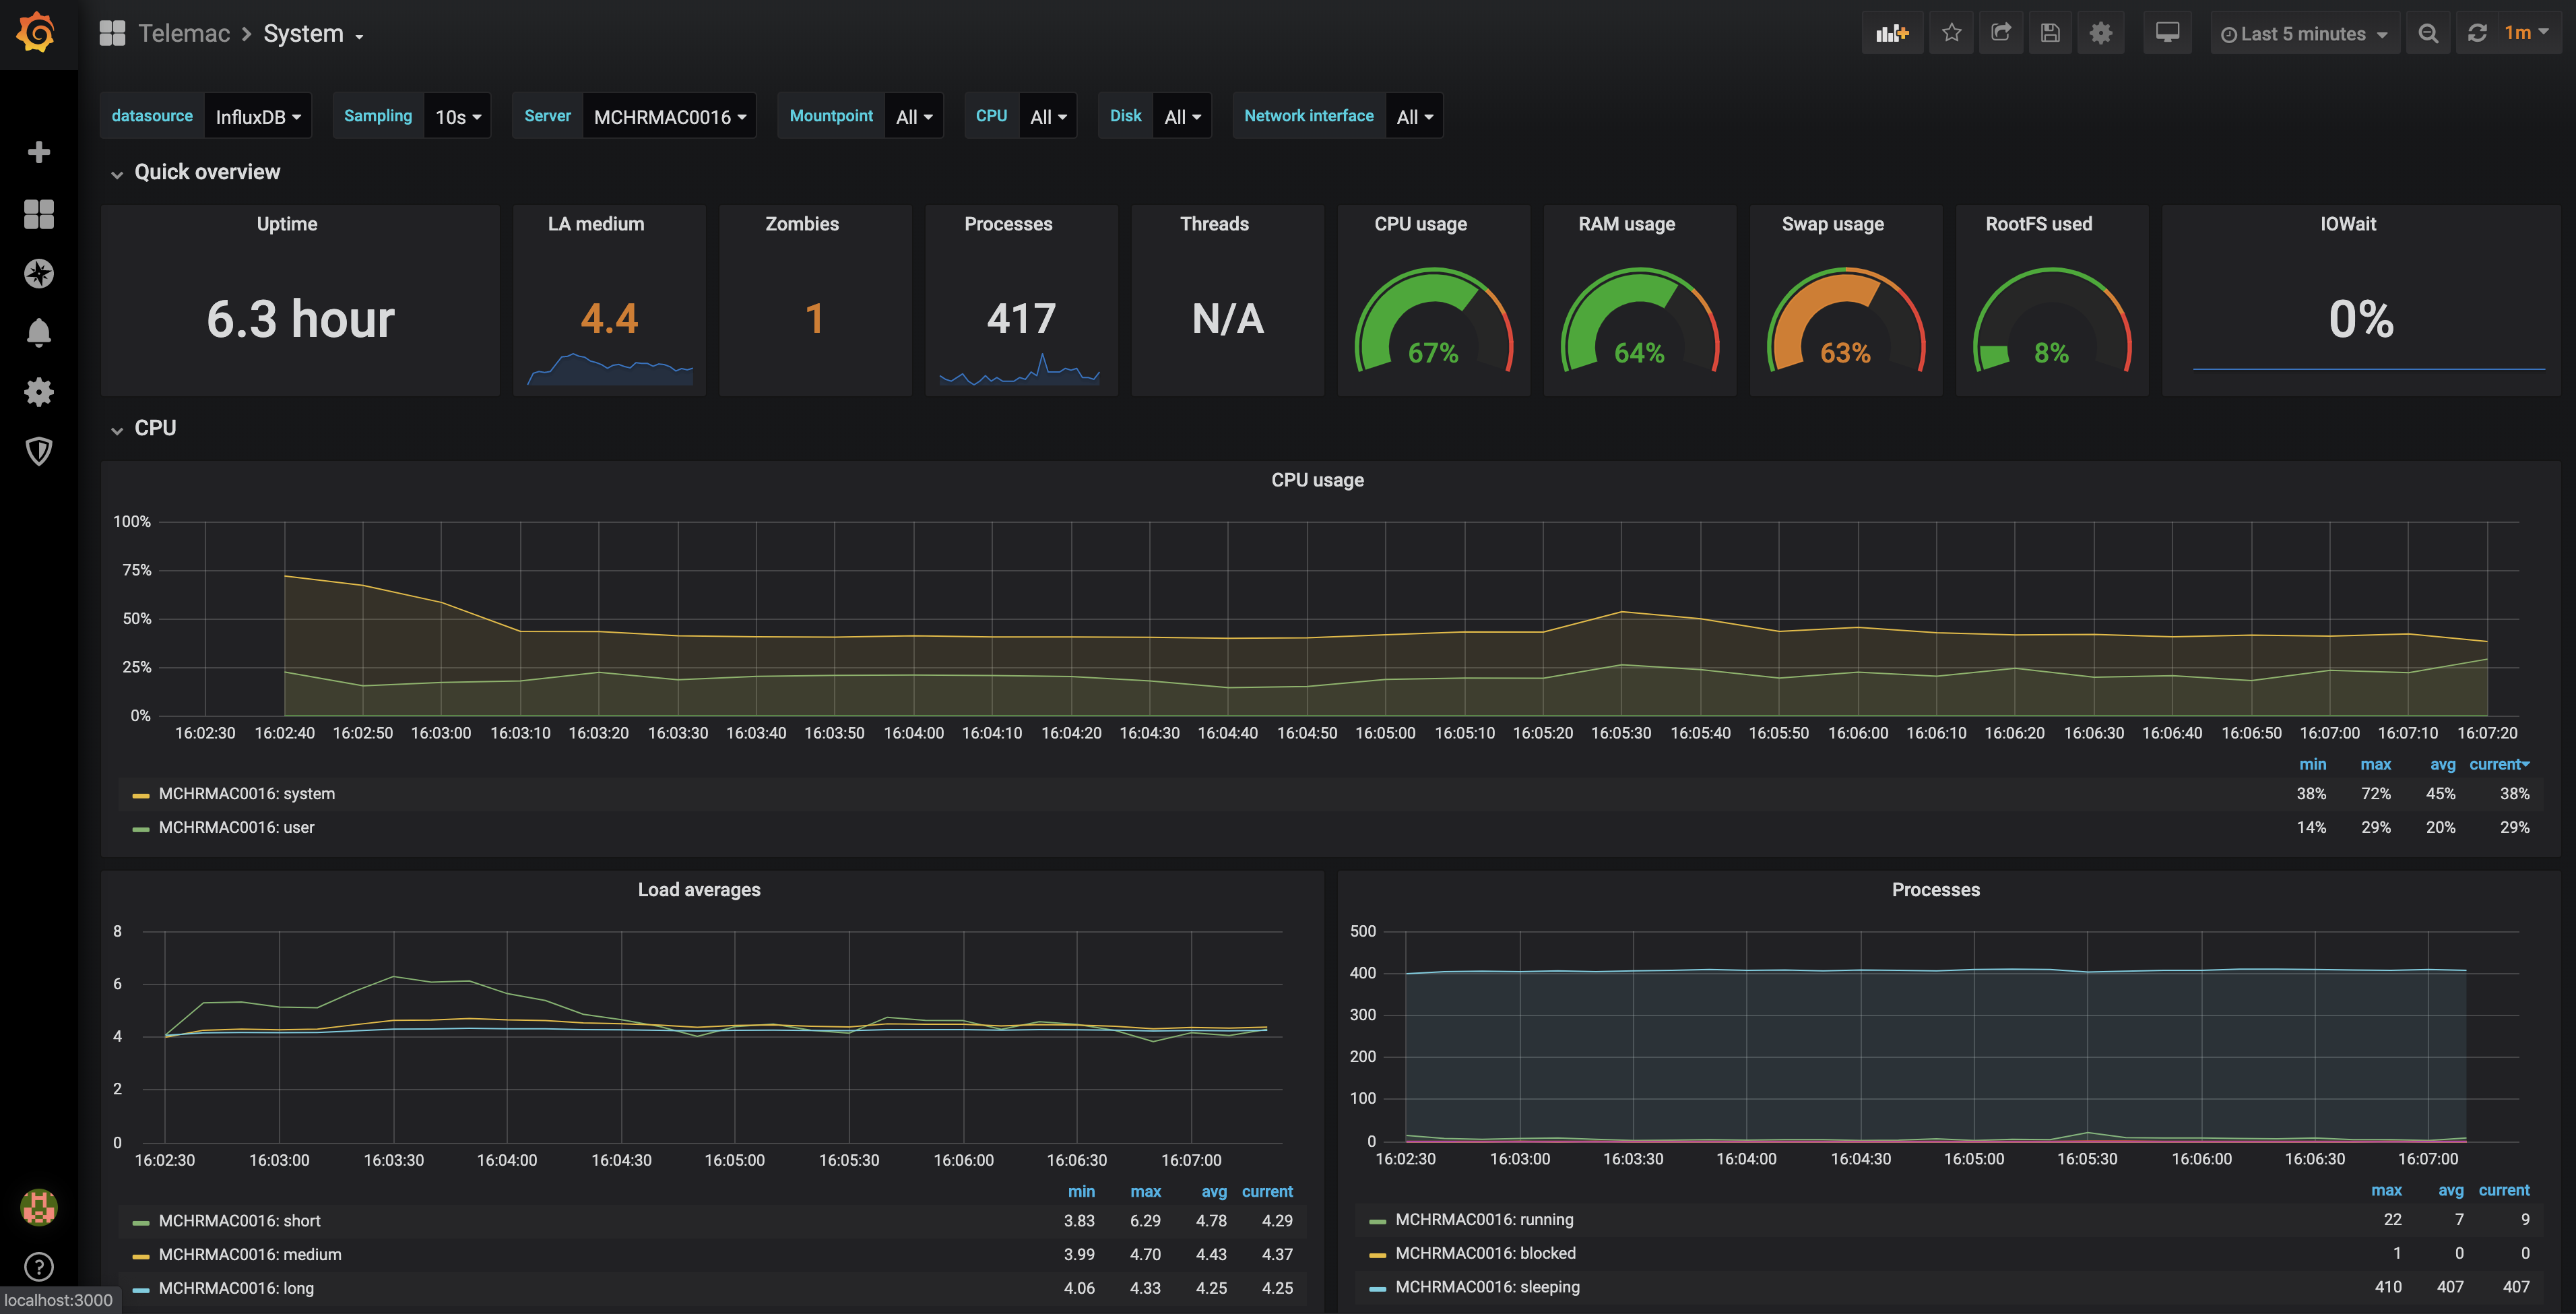 Telemac > System
Last 5 minutes 1m
datasource InfluxDB Sampling 10s Server MCHRMAC0016 Mountpoint All CPU All Disk All Network interface All
Quick overview
Uptime LA medium Zombies Processes Threads CPU usage RAM usage Swap usage RootFS used IOWait
6.3 hour 4.4 1 417 N/A 67% 64% 63% 8% 0%
CPU
CPU usage
100%
75%
50%
25%
0%
16:02:30 16:02:40 16:02:50 16:03:00 16:03:10 16:03:20 16:03:30 16:03:40 16:03:50 16:04:00 16:04:10 16:04:20 16:04:30 16:04:40 16:04:50 16:05:00 16:05:10 16:05:20 16:05:30 16:05:40 16:05:50 16:06:00 16:06:10 16:06:20 16:06:30 16:06:40 16:06:50 16:07:00 16:07:10 16:07:20
min max avg current
MCHRMAC0016: system 38% 72% 45% 38%
MCHRMAC0016: user 14% 29% 20% 29%
Load averages
8
6
4
2
0
16:02:30 16:03:00 16:03:30 16:04:00 16:04:30 16:05:00 16:05:30 16:06:00 16:06:30 16:07:00
min max avg current
MCHRMAC0016: short 3.83 6.29 4.78 4.29
MCHRMAC0016: medium 3.99 4.70 4.43 4.37
MCHRMAC0016: long 4.06 4.33 4.25 4.25
Processes
500
400
300
200
100
0
16:02:30 16:03:00 16:03:30 16:04:00 16:04:30 16:05:00 16:05:30 16:06:00 16:06:30 16:07:00
max avg current
MCHRMAC0016: running 22 7 9
MCHRMAC0016: blocked 1 0 0
MCHRMAC0016: sleeping 410 407 407
localhost:3000